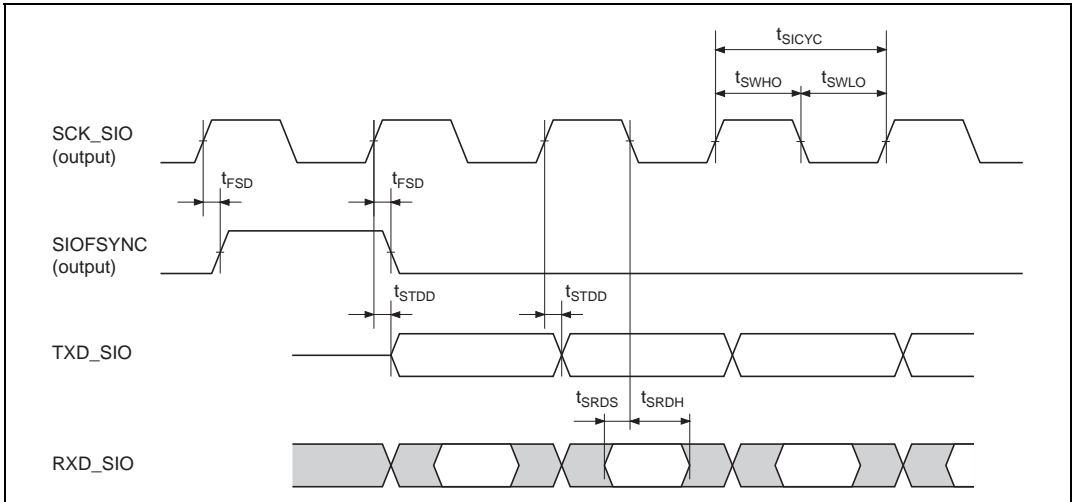 tSICYC
tSWHO tSWLO
SCK_SIO
(output)
tFSD tFSD
SIOFSYNC
(output)
tSTDD tSTDD
TXD_SIO
tSRDS tSRDH
RXD_SIO